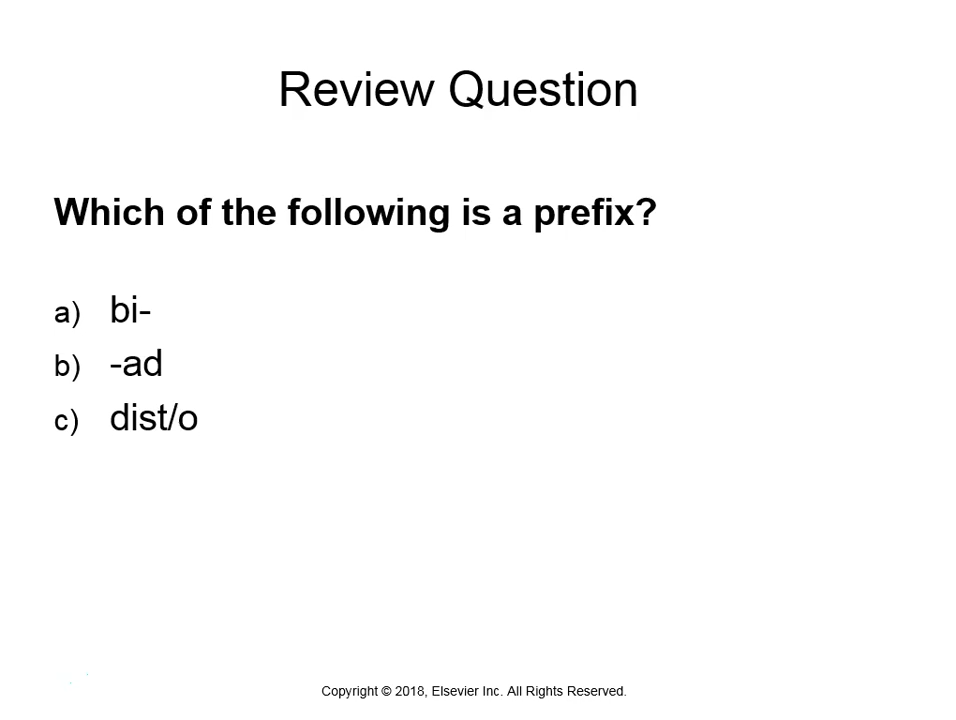 Review Question
Which of the following is a prefix?
a) bi-
b) -ad
c) dist/o
Copyright © 2018, Elsevier Inc. All Rights Reserved.